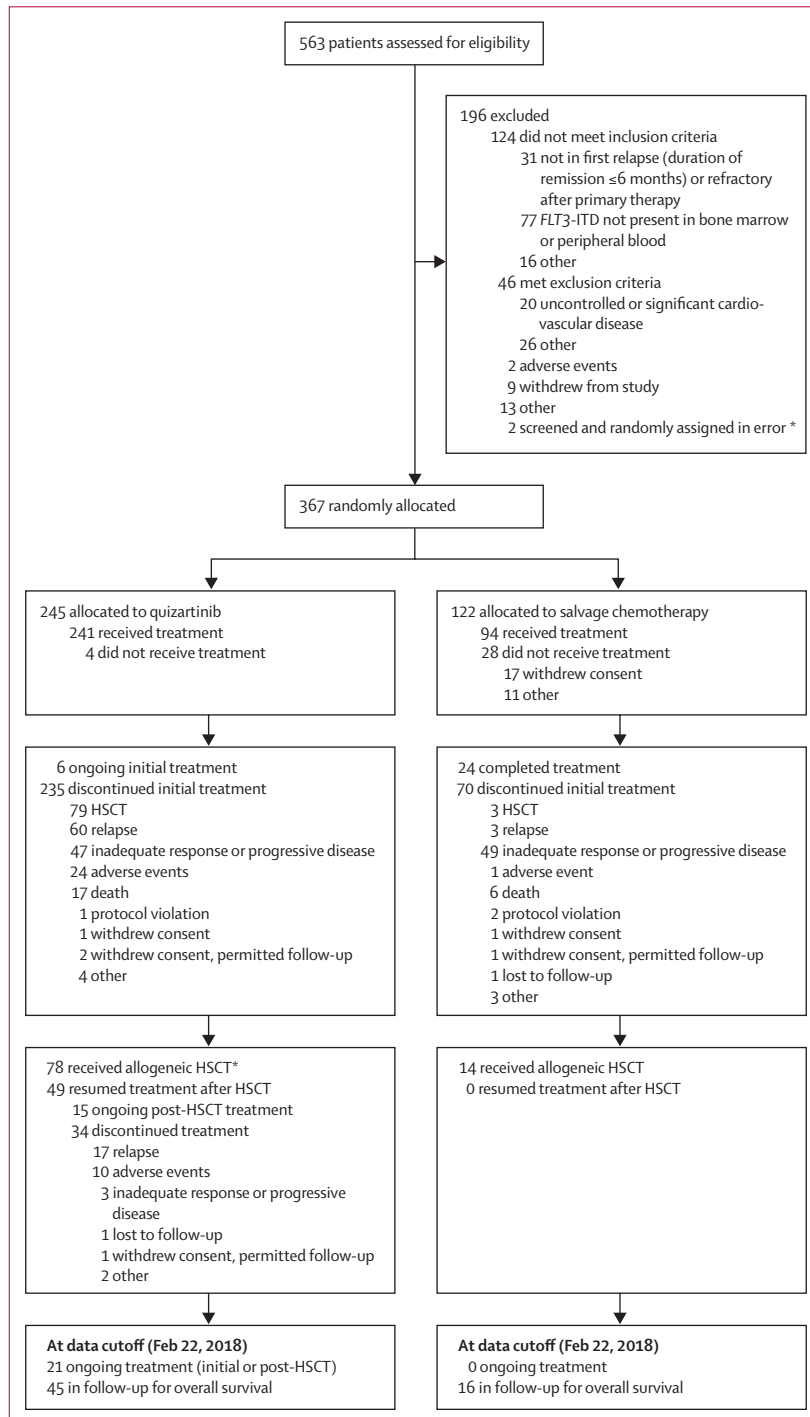 563 patients assessed for eligibility
196 excluded
124 did not meet inclusion criteria
31 not in first relapse (duration of
remission ≤6 months) or refractory
after primary therapy
77 FLT3-ITD not present in bone marrow
or peripheral blood
16 other
46 met exclusion criteria
20 uncontrolled or significant cardio-
vascular disease
26 other
2 adverse events
9 withdrew from study
13 other
2 screened and randomly assigned in error *
367 randomly allocated
245 allocated to quizartinib
241 received treatment
4 did not receive treatment
122 allocated to salvage chemotherapy
94 received treatment
28 did not receive treatment
17 withdrew consent
11 other
6 ongoing initial treatment
235 discontinued initial treatment
79 HSCT
60 relapse
47 inadequate response or progressive disease
24 adverse events
17 death
1 protocol violation
1 withdrew consent
2 withdrew consent, permitted follow-up
4 other
24 completed treatment
70 discontinued initial treatment
3 HSCT
3 relapse
49 inadequate response or progressive disease
1 adverse event
6 death
2 protocol violation
1 withdrew consent
1 withdrew consent, permitted follow-up
1 lost to follow-up
3 other
78 received allogeneic HSCT*
49 resumed treatment after HSCT
15 ongoing post-HSCT treatment
34 discontinued treatment
17 relapse
10 adverse events
3 inadequate response or progressive
disease
1 lost to follow-up
1 withdrew consent, permitted follow-up
2 other
14 received allogeneic HSCT
0 resumed treatment after HSCT
At data cutoff (Feb 22, 2018)
21 ongoing treatment (initial or post-HSCT)
45 in follow-up for overall survival
At data cutoff (Feb 22, 2018)
0 ongoing treatment
16 in follow-up for overall survival